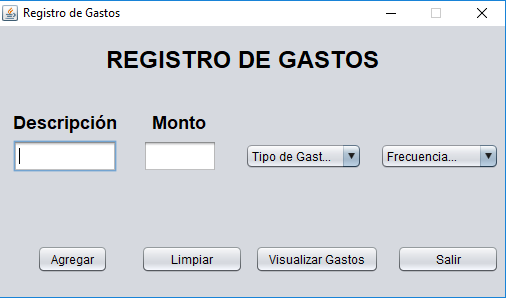 Registro de Gastos
REGISTRO DE GASTOS
Descripción Monto
Tipo de Gast... Frecuencia...
Agregar Limpiar Visualizar Gastos Salir